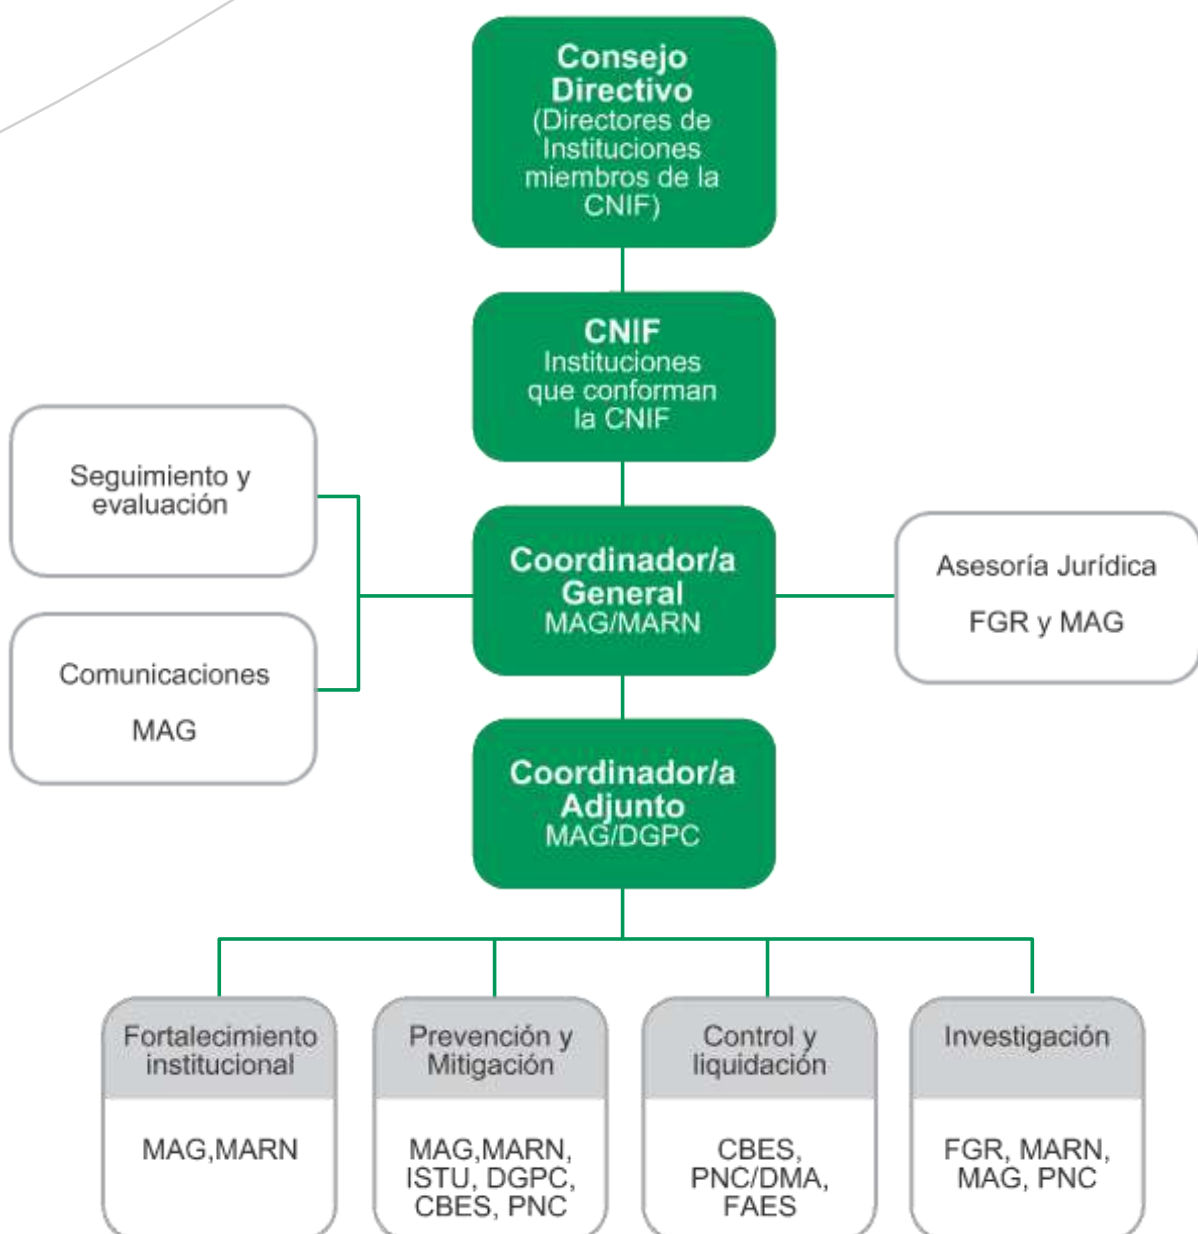 Consejo
Directivo
(Directores de
Instituciones
miembros de la
CNIF)
CNIF
Instituciones
que conforman
la CNIF
Seguimiento y
evaluación
Comunicaciones
MAG
Coordinador/a
General
MAG/MARN
Asesoría Jurídica
FGR y MAG
Coordinador/a
Adjunto
MAG/DGPC
Fortalecimiento
institucional
MAG,MARN
Prevención y
Mitigación
MAG,MARN,
ISTU, DGPC,
CBES, PNC
Control y
liquidación
CBES,
PNC/DMA,
FAES
Investigación
FGR, MARN,
MAG, PNC